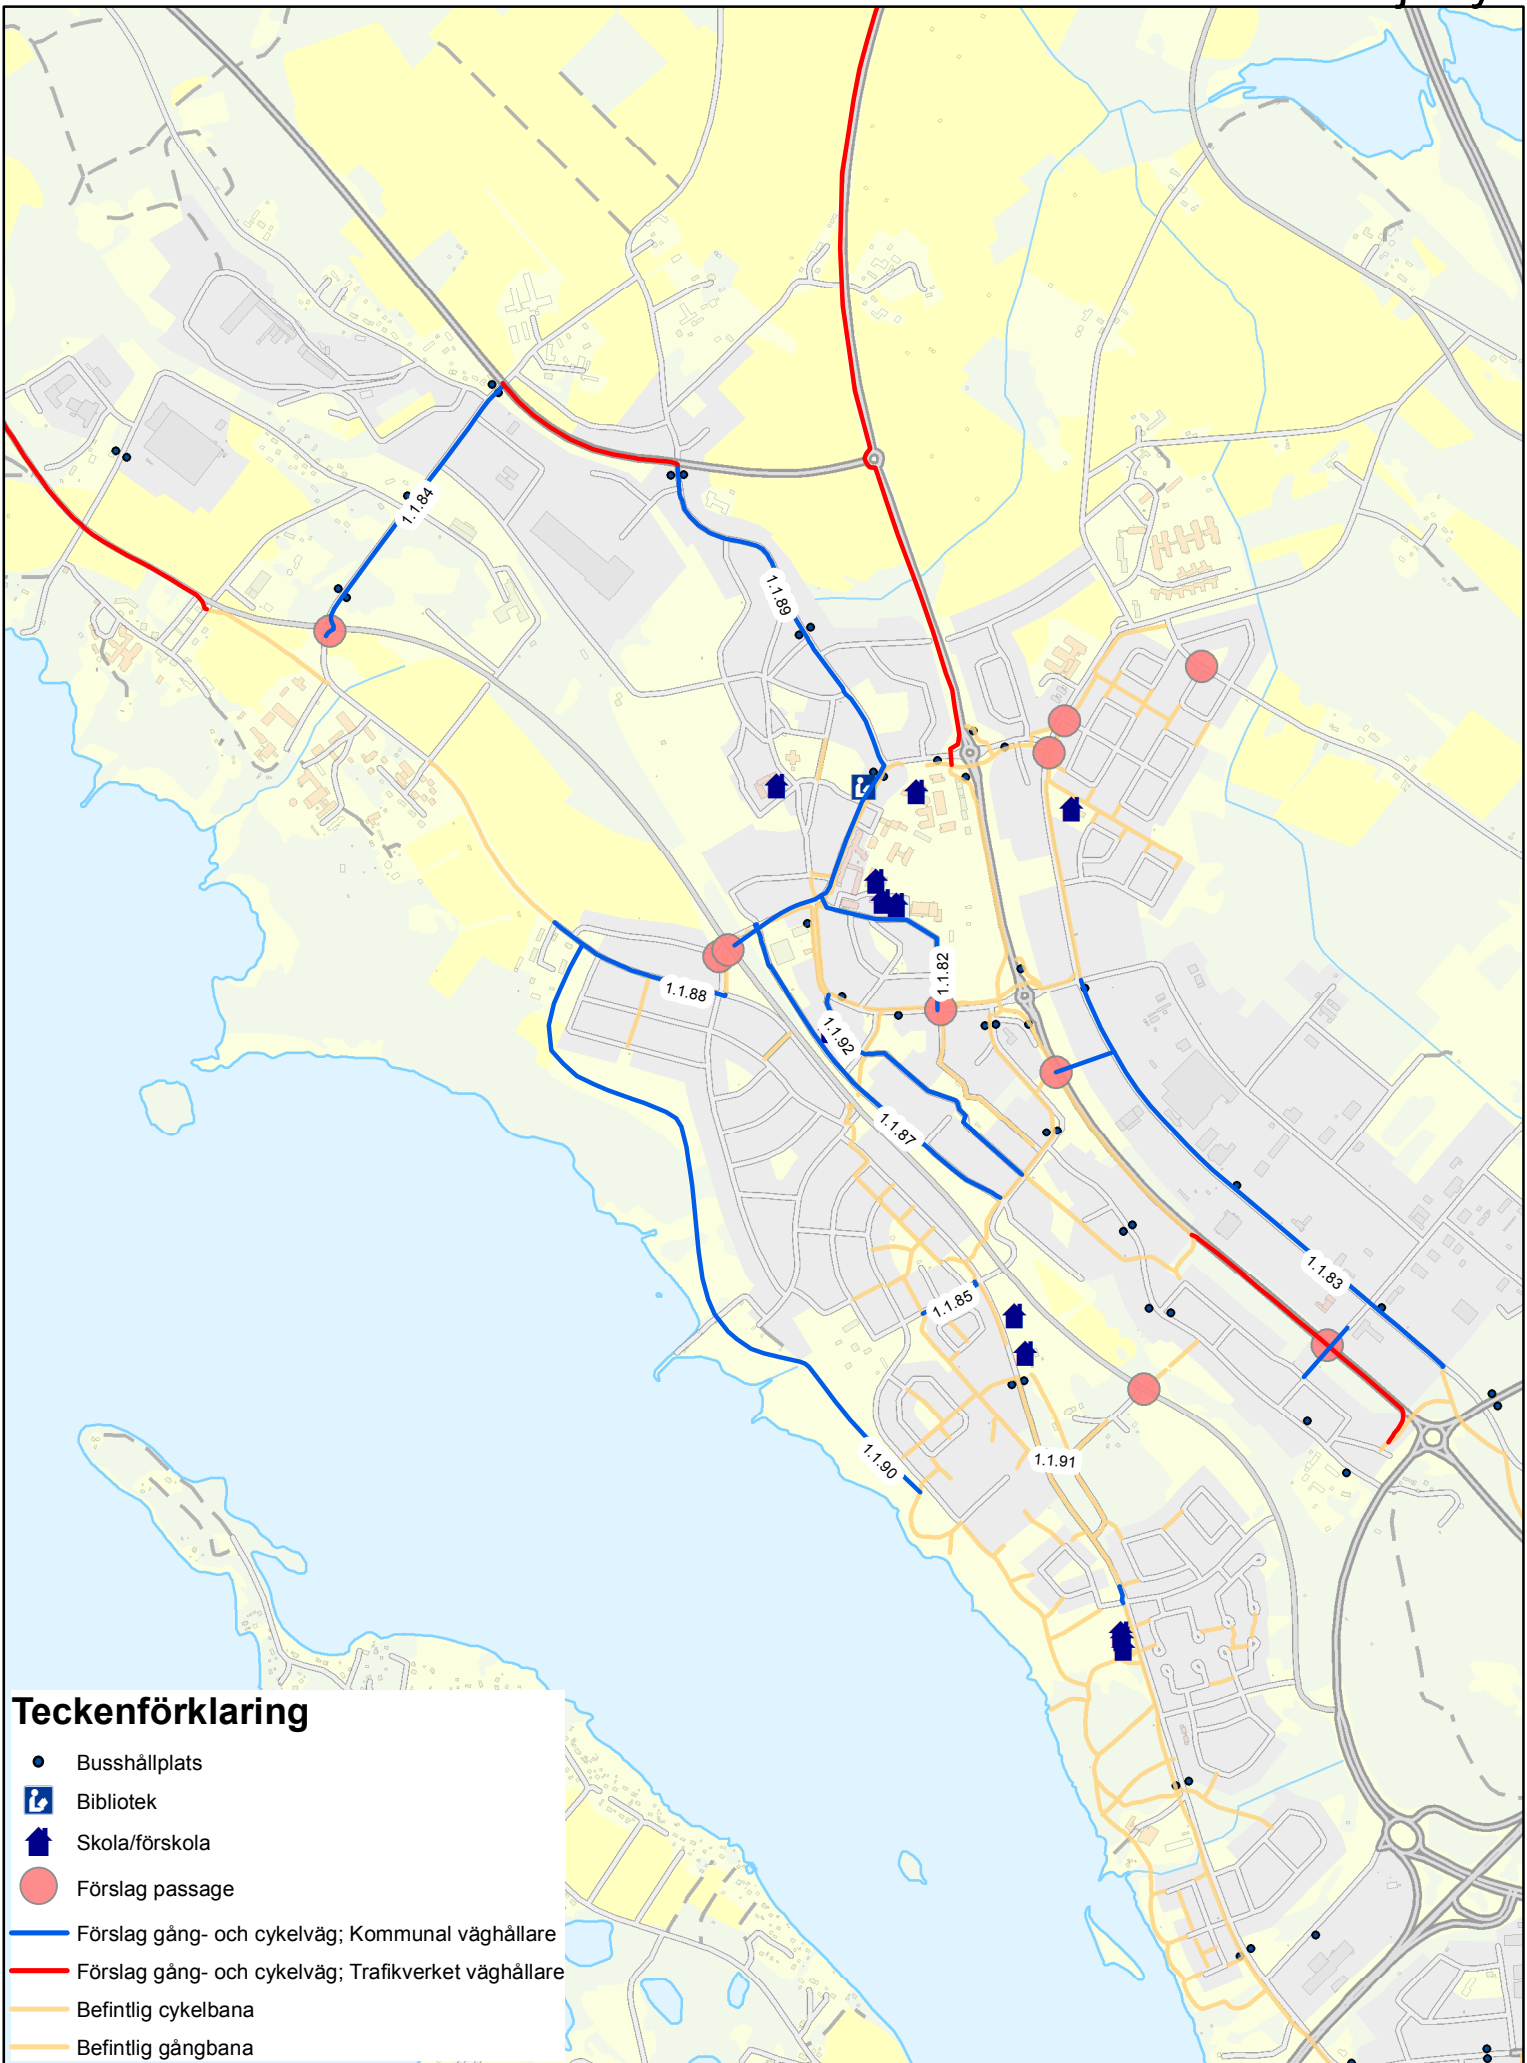 1.1.84
1.1.89
1.1.82
1.1.88
1.1.92
1.1.87
1.1.83
1.1.85
1.1.90
1.1.91
Teckenförklaring
Busshållplats
Bibliotek
Skola/förskola
Förslag passage
Förslag gång- och cykelväg; Kommunal väghållare
Förslag gång- och cykelväg; Trafikverket väghållare
Befintlig cykelbana
Befintlig gångbana